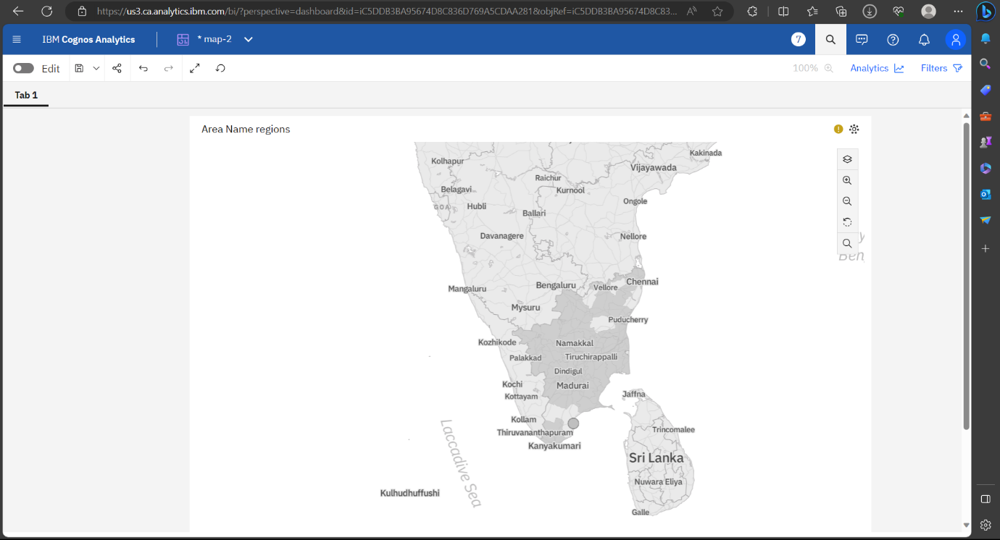 https://us3.ca.analytics.ibm.com/bi/?perspective=dashboard&id=iC5DDB3BA95674D8C836D769A5CDAA281&objRef=iC5DDB3BA95674D8C83...
IBM Cognos Analytics
* map-2
7
Edit
100%
Analytics
Filters
Tab 1
Area Name regions
Kakinada
Kolhapur
Vijayawada
Raichur
Belagavi
Kurnool
GOA
Hubli
Ongole
Ballari
Davanagere
Nellore
Ben
Chennai
Bengaluru
Vellore
Mangaluru
Mysuru
Puducherry
Kozhikode
Namakkal
Palakkad
Tiruchirappalli
Dindigul
Kochi
Madurai
Kottayam
Jaffna
Kollam
Thiruvananthapuram
Trincomalee
Kanyakumari
Laccadive Sea
Sri Lanka
Nuwara Eliya
Kulhudhuffushi
Galle